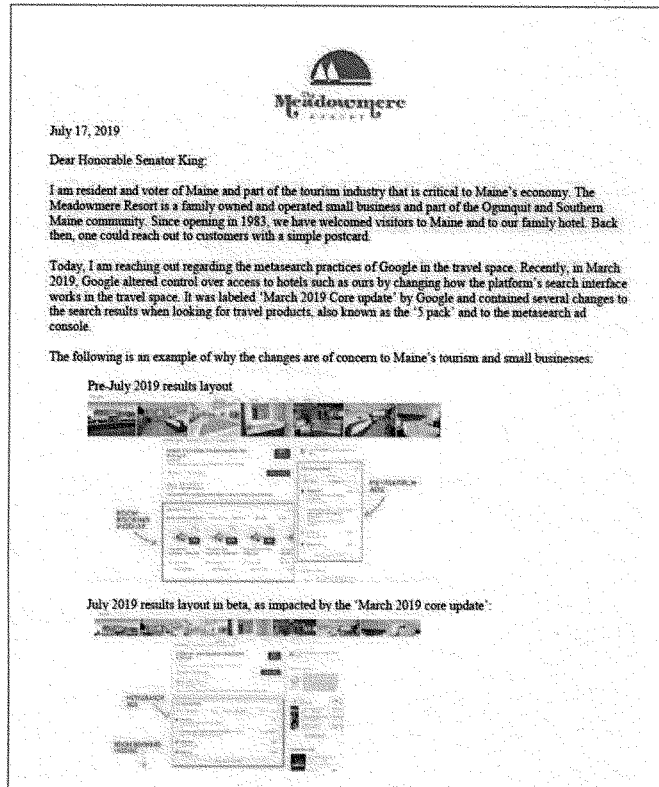 The
Meadowmere
RESORT
July 17, 2019
Dear Honorable Senator King:
I am resident and voter of Maine and part of the tourism industry that is critical to Maine's economy. The
Meadowmere Resort is a family owned and operated small business and part of the Ogunquit and Southern
Maine community. Since opening in 1983, we have welcomed visitors to Maine and to our family hotel. Back
then, one could reach out to customers with a simple postcard.
Today, I am reaching out regarding the metasearch practices of Google in the travel space. Recently, in March
2019, Google altered control over access to hotels such as ours by changing how the platform's search interface
works in the travel space. It was labeled 'March 2019 Core update' by Google and contained several changes to
the search results when looking for travel products, also known as the '5 pack' and to the metasearch ad
console.
The following is an example of why the changes are of concern to Maine's tourism and small businesses:
Pre-July 2019 results layout
July 2019 results layout in beta, as impacted by the 'March 2019 core update':